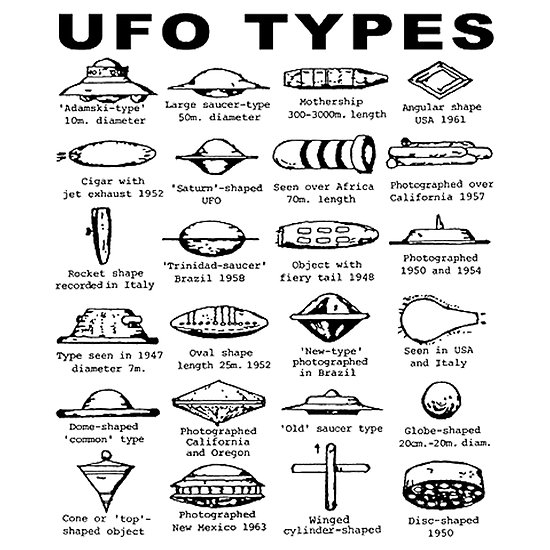 UFO TYPES
'Adamski-type'
10m. diameter
Large saucer-type
50m. diameter
Mothership
300-3000m. length
Angular shape
USA 1961
Cigar with
jet exhaust 1952
'Saturn'-shaped
UFO
Seen over Africa
70m. length
Photographed over
California 1957
Rocket shape
recorded in Italy
'Trinidad-saucer'
Brazil 1958
Object with
fiery tail 1948
Photographed
1950 and 1954
Type seen in 1947
diameter 7m.
Oval shape
length 25m. 1952
'New-type'
photographed
in Brazil
Seen in USA
and Italy
Dome-shaped
'common' type
Photographed
California
and Oregon
'Old' saucer type
Globe-shaped
20cm.-20m. diam.
Cone or 'top'-
shaped object
Photographed
New Mexico 1963
Winged
cylinder-shaped
Disc-shaped
1950